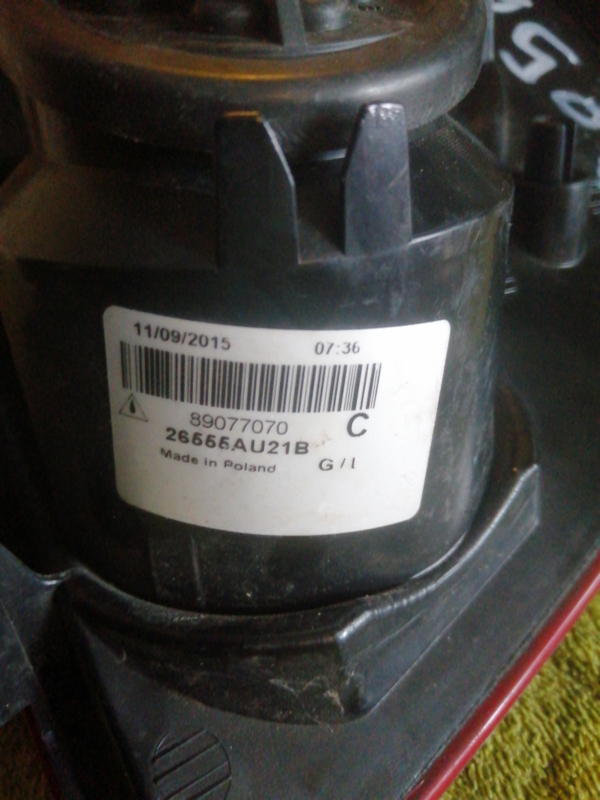 11/09/2015 07:36
89077070 C
26555AU21B
Made in Poland G / I